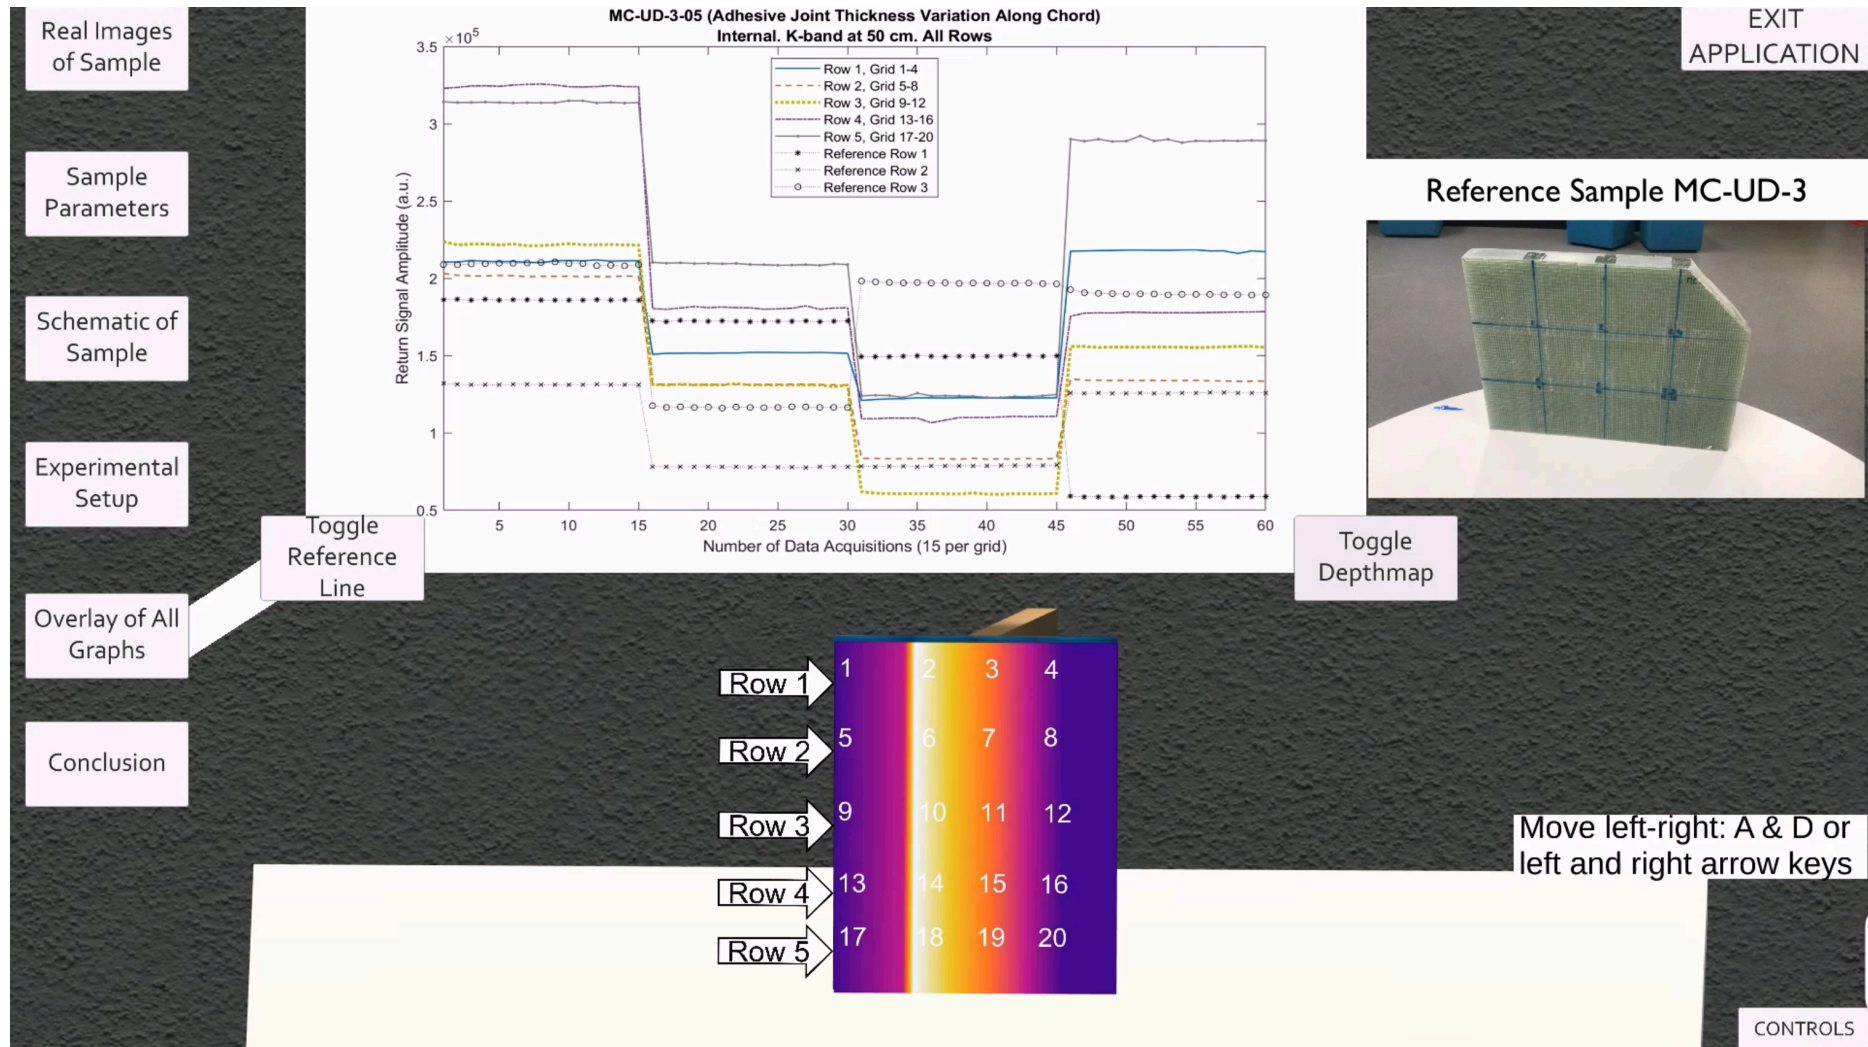 Real Images
of Sample
Sample
Parameters
Schematic of
Sample
Experimental
Setup
Overlay of All
Graphs
Conclusion
MC-UD-3-05 (Adhesive Joint Thickness Variation Along Chord)
Internal. K-band at 50 cm. All Rows
×10⁵
3.5
3
2.5
2
1.5
1
0.5
Return Signal Amplitude (a.u.)
Row 1, Grid 1-4
Row 2, Grid 5-8
Row 3, Grid 9-12
Row 4, Grid 13-16
Row 5, Grid 17-20
Reference Row 1
Reference Row 2
Reference Row 3
5 10 15 20 25 30 35 40 45 50 55 60
Number of Data Acquisitions (15 per grid)
Toggle
Reference
Line
Toggle
Depthmap
EXIT
APPLICATION
Reference Sample MC-UD-3
Row 1 1 2 3 4
Row 2 5 6 7 8
Row 3 9 10 11 12
Row 4 13 14 15 16
Row 5 17 18 19 20
Move left-right: A & D or
left and right arrow keys
CONTROLS